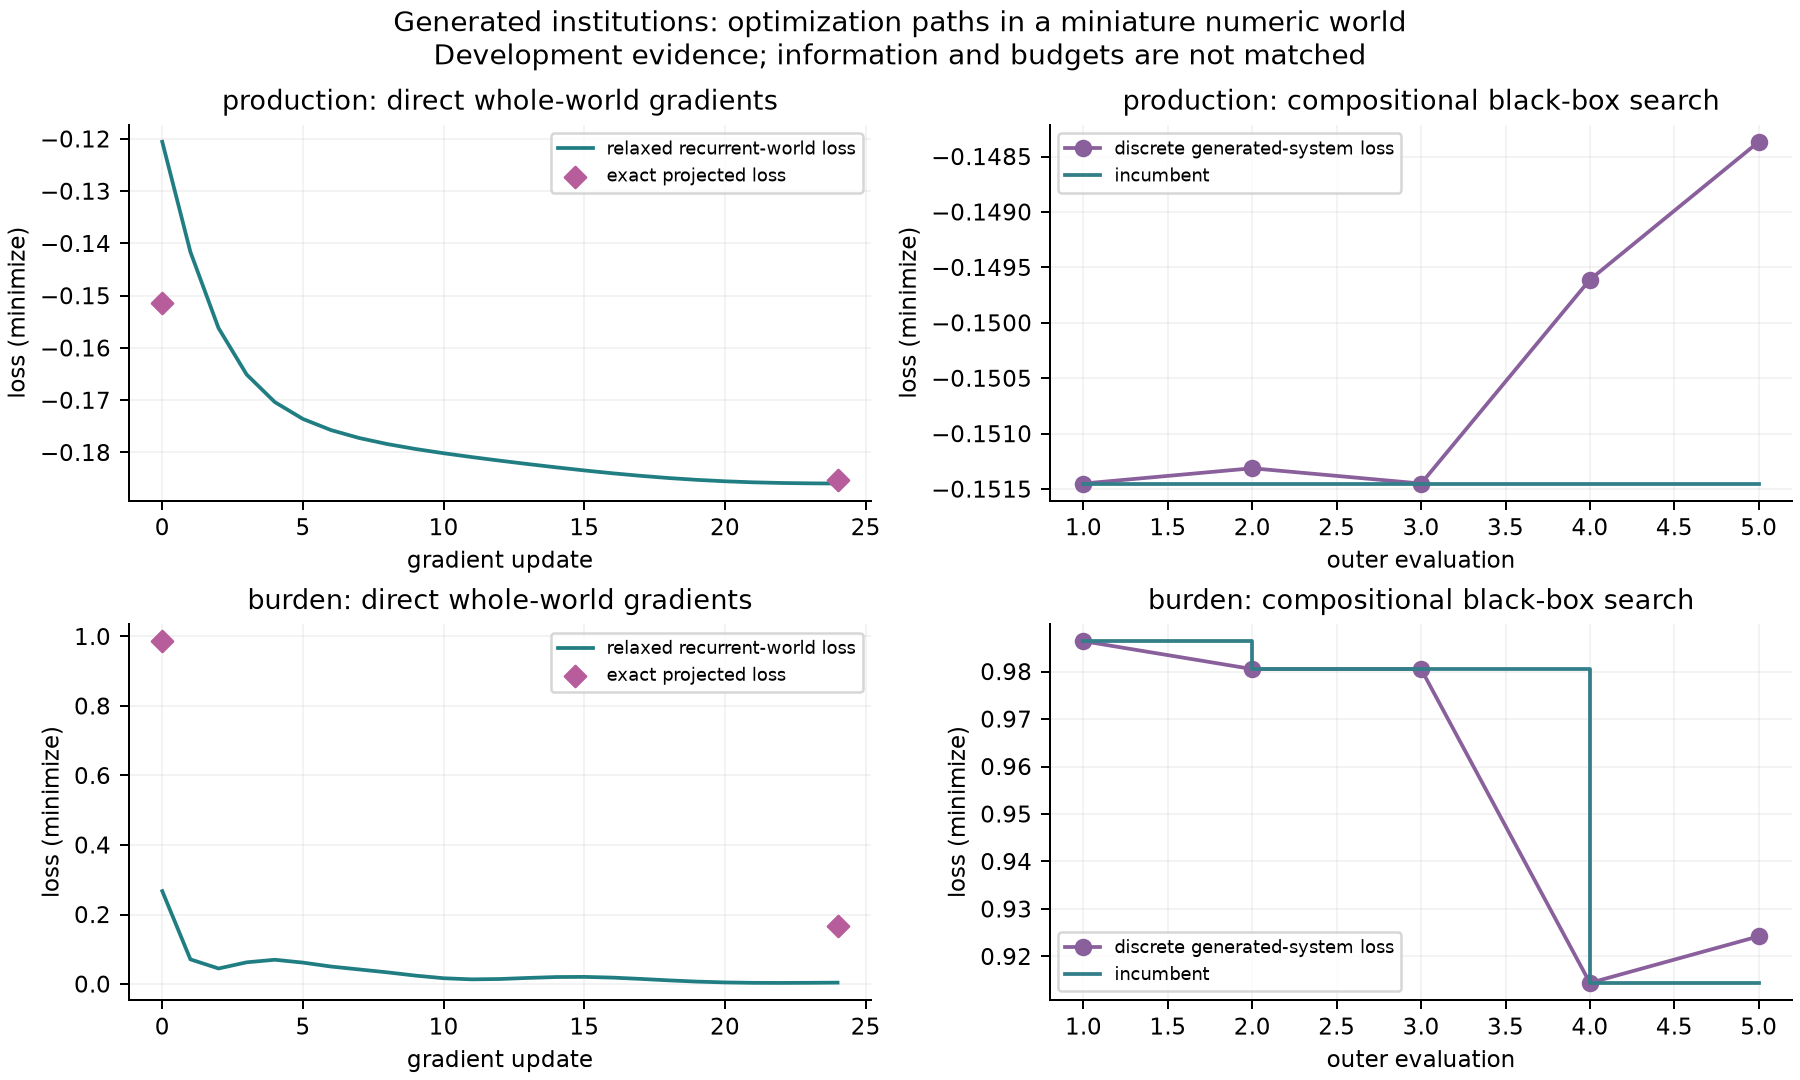 Generated institutions: optimization paths in a miniature numeric world
Development evidence; information and budgets are not matched
production: direct whole-world gradients
loss (minimize)
−0.12
−0.13
−0.14
−0.15
−0.16
−0.17
−0.18
relaxed recurrent-world loss
exact projected loss
0 5 10 15 20 25
gradient update
production: compositional black-box search
loss (minimize)
−0.1485
−0.1490
−0.1495
−0.1500
−0.1505
−0.1510
−0.1515
discrete generated-system loss
incumbent
1.0 1.5 2.0 2.5 3.0 3.5 4.0 4.5 5.0
outer evaluation
burden: direct whole-world gradients
loss (minimize)
1.0
0.8
0.6
0.4
0.2
0.0
relaxed recurrent-world loss
exact projected loss
0 5 10 15 20 25
gradient update
burden: compositional black-box search
loss (minimize)
0.98
0.97
0.96
0.95
0.94
0.93
0.92
discrete generated-system loss
incumbent
1.0 1.5 2.0 2.5 3.0 3.5 4.0 4.5 5.0
outer evaluation